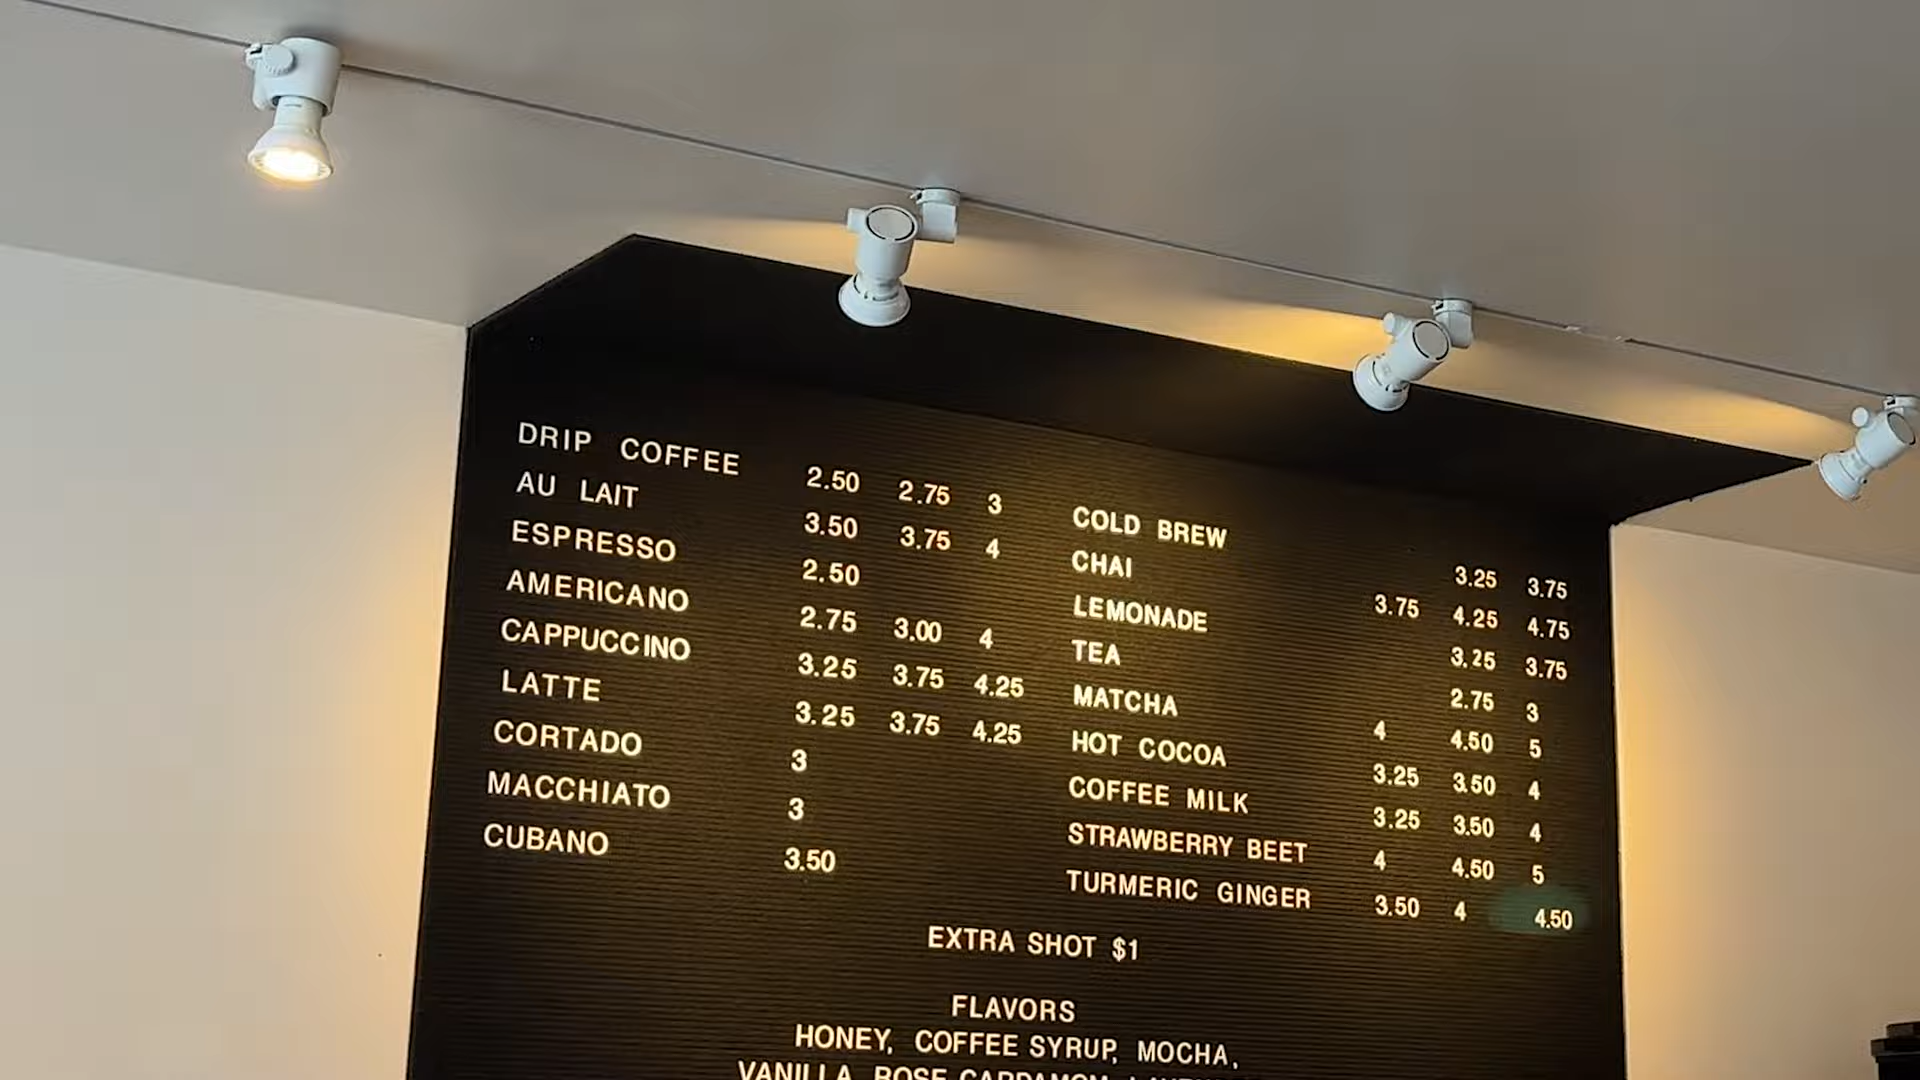 DRIP COFFEE 2.50 2.75 3
AU LAIT 3.50 3.75 4
ESPRESSO 2.50
AMERICANO 2.75 3.00 4
CAPPUCCINO 3.25 3.75 4.25
LATTE 3.25 3.75 4.25
CORTADO 3
MACCHIATO 3
CUBANO 3.50
COLD BREW 3.25 3.75
CHAI 3.75 4.25 4.75
LEMONADE 3.25 3.75
TEA 2.75 3
MATCHA 4 4.50 5
HOT COCOA 3.25 3.50 4
COFFEE MILK 3.25 3.50 4
STRAWBERRY BEET 4 4.50 5
TURMERIC GINGER 3.50 4 4.50
EXTRA SHOT $1
FLAVORS
HONEY, COFFEE SYRUP, MOCHA,
VANILLA, ROSE CARDAMOM,